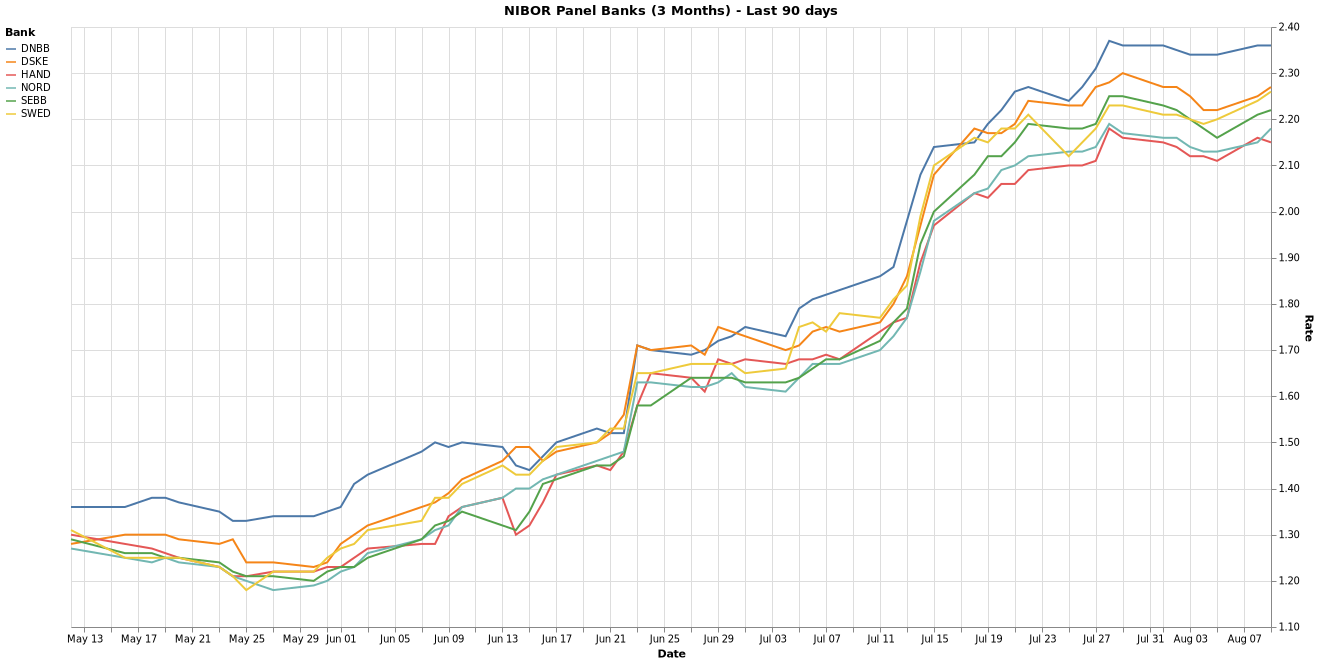 NIBOR Panel Banks (3 Months) - Last 90 days
Bank
DNBB
DSKE
HAND
NORD
SEBB
SWED
2.40
2.30
2.20
2.10
2.00
1.90
1.80
1.70
1.60
1.50
1.40
1.30
1.20
1.10
Rate
May 13 May 17 May 21 May 25 May 29 Jun 01 Jun 05 Jun 09 Jun 13 Jun 17 Jun 21 Jun 25 Jun 29 Jul 03 Jul 07 Jul 11 Jul 15 Jul 19 Jul 23 Jul 27 Jul 31 Aug 03 Aug 07
Date